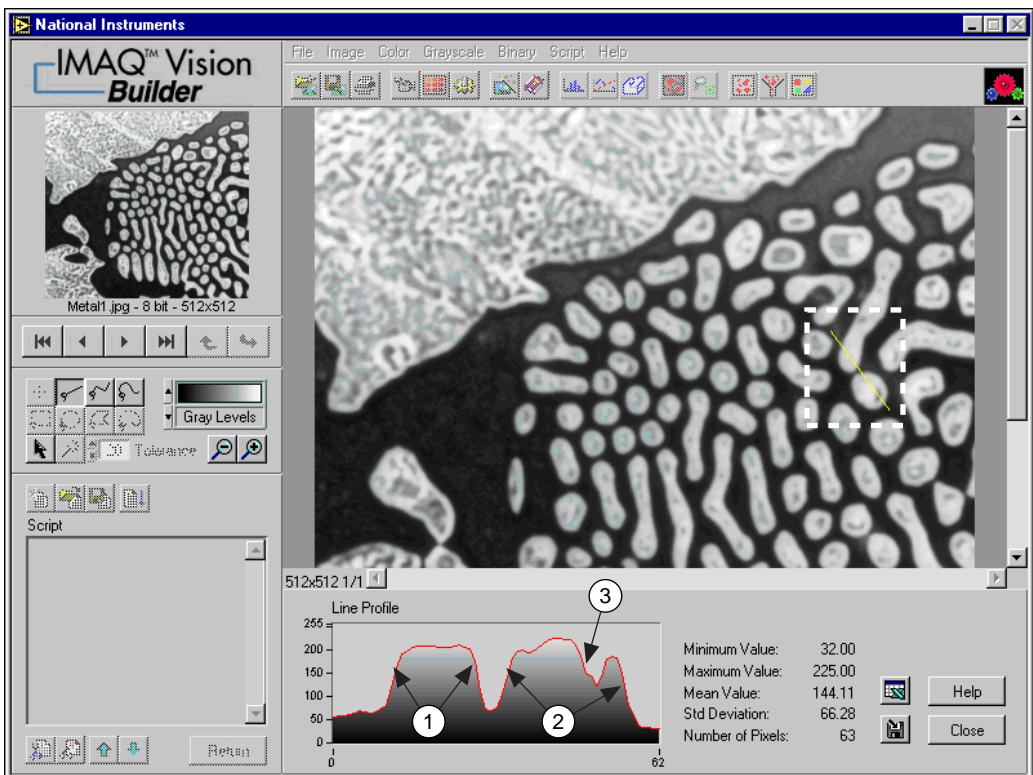 National Instruments
IMAQ™ Vision
Builder
File Image Color Grayscale Binary Script Help
Metal1.jpg - 8 bit - 512x512
Gray Levels
20 Tolerance
Script
Return
512x512 1/1
Line Profile
255
200
150
100
50
0
0
62
1
2
3
Minimum Value: 32.00
Maximum Value: 225.00
Mean Value: 144.11
Std Deviation: 66.28
Number of Pixels: 63
Help
Close